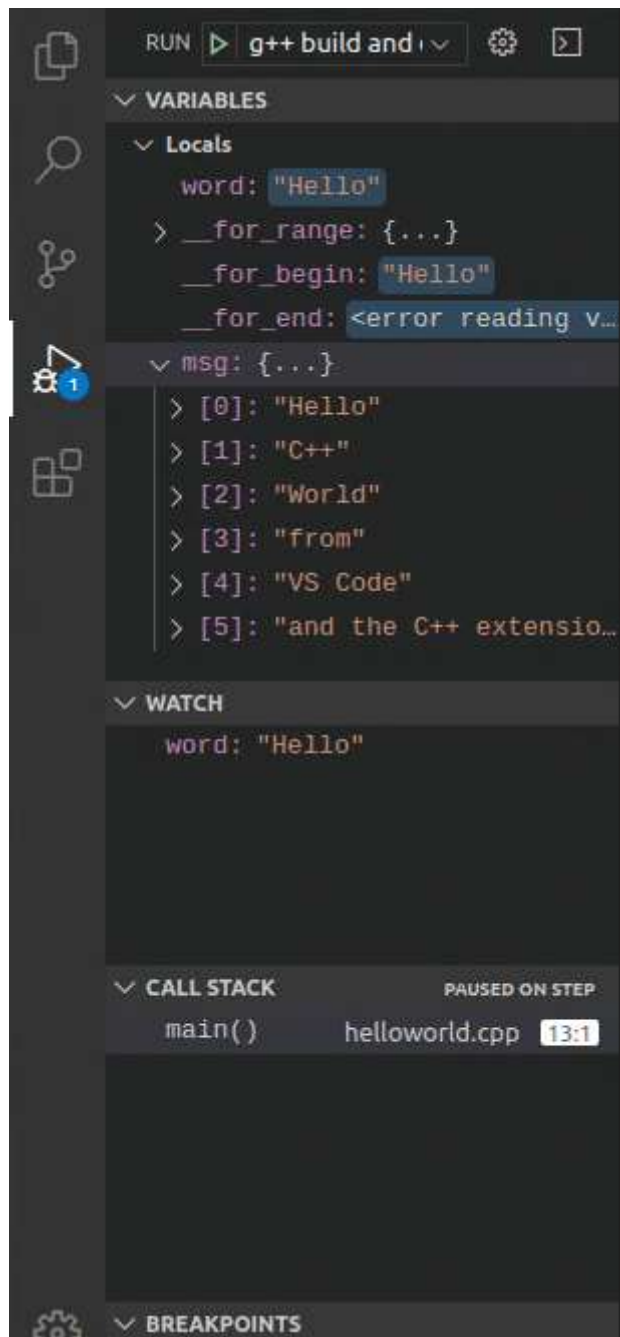 RUN g++ build and
VARIABLES
Locals
word: "Hello"
__for_range: {...}
__for_begin: "Hello"
__for_end: <error reading v…
msg: {...}
[0]: "Hello"
[1]: "C++"
[2]: "World"
[3]: "from"
[4]: "VS Code"
[5]: "and the C++ extensio…
WATCH
word: "Hello"
CALL STACK PAUSED ON STEP
main() helloworld.cpp 13:1
BREAKPOINTS
1